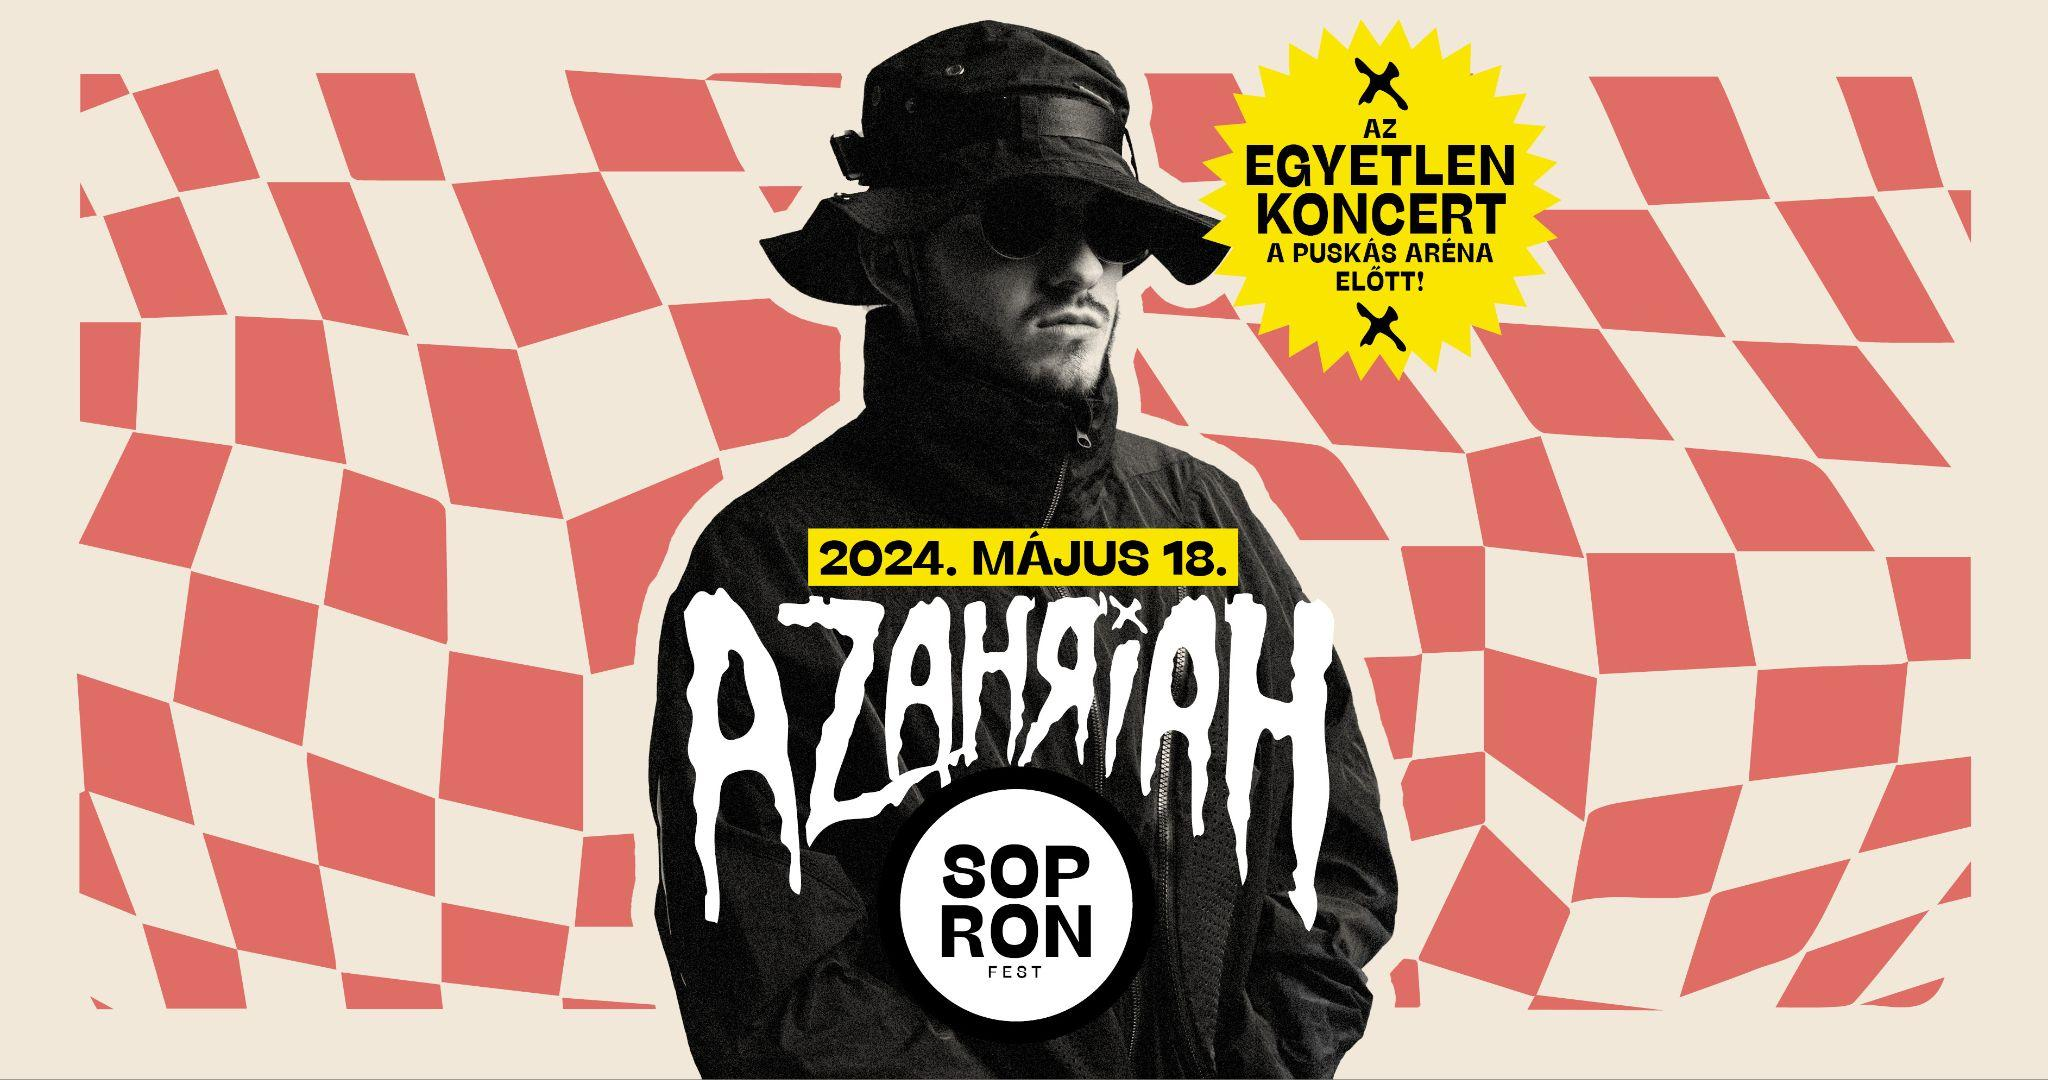 AZ
EGYETLEN
KONCERT
A PUSKÁS ARÉNA
ELŐTT!
2024. MÁJUS 18.
AZAHRIAH
SOP
RON
FEST